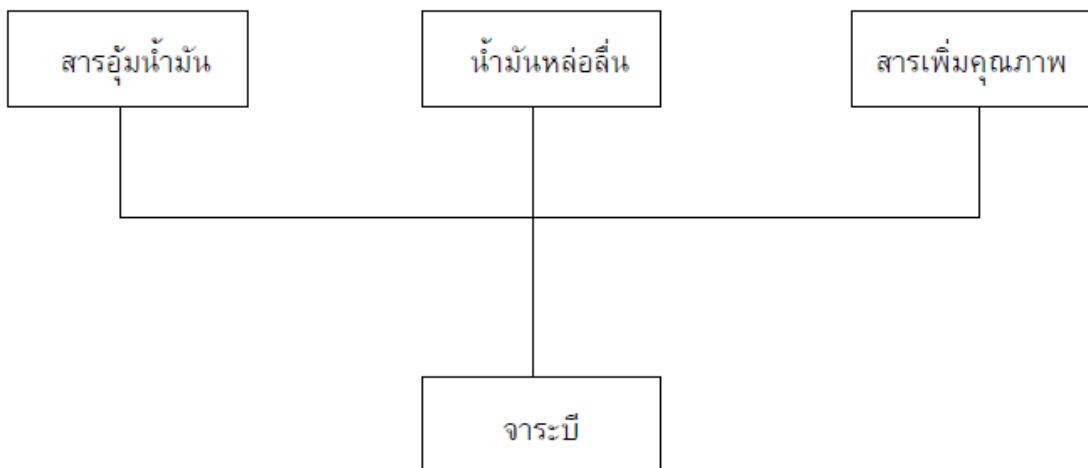 สารอุ้มน้ำมัน
น้ำมันหล่อลื่น
สารเพิ่มคุณภาพ
จาระบี